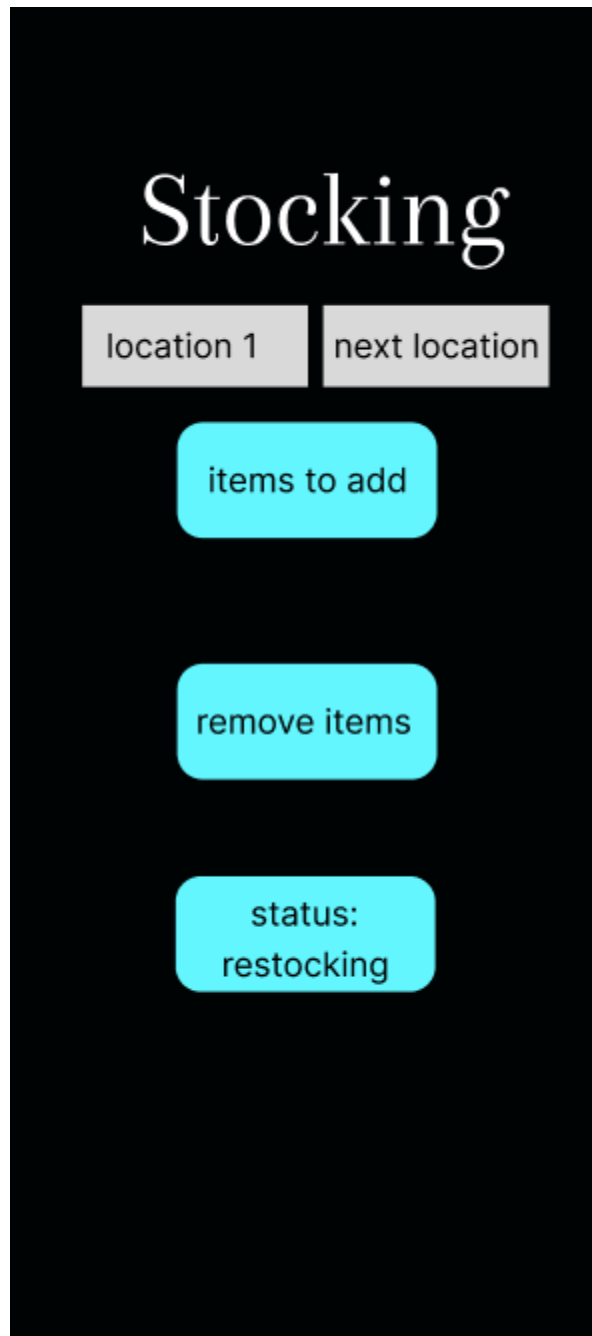 Stocking
location 1
next location
items to add
remove items
status:
restocking